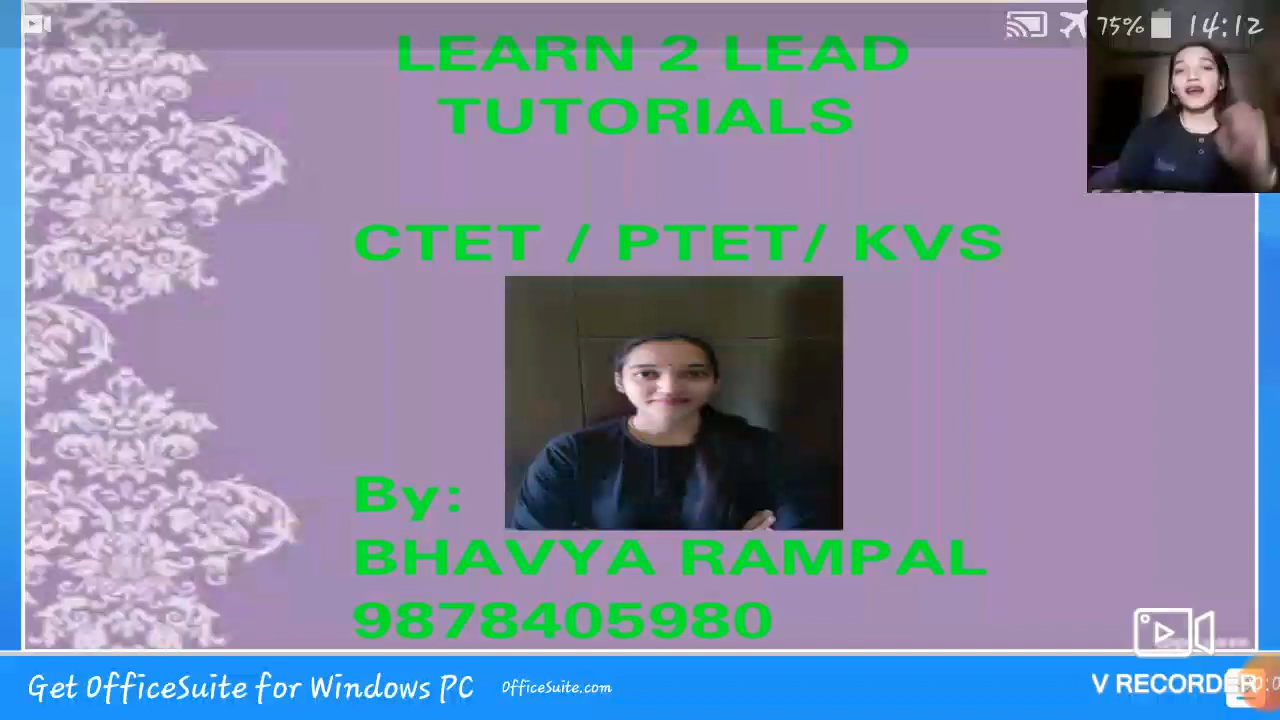 75% 14:12
LEARN 2 LEAD
TUTORIALS
CTET / PTET/ KVS
By:
BHAVYA RAMPAL
9878405980
Get OfficeSuite for Windows PC OfficeSuite.com
V RECORDER